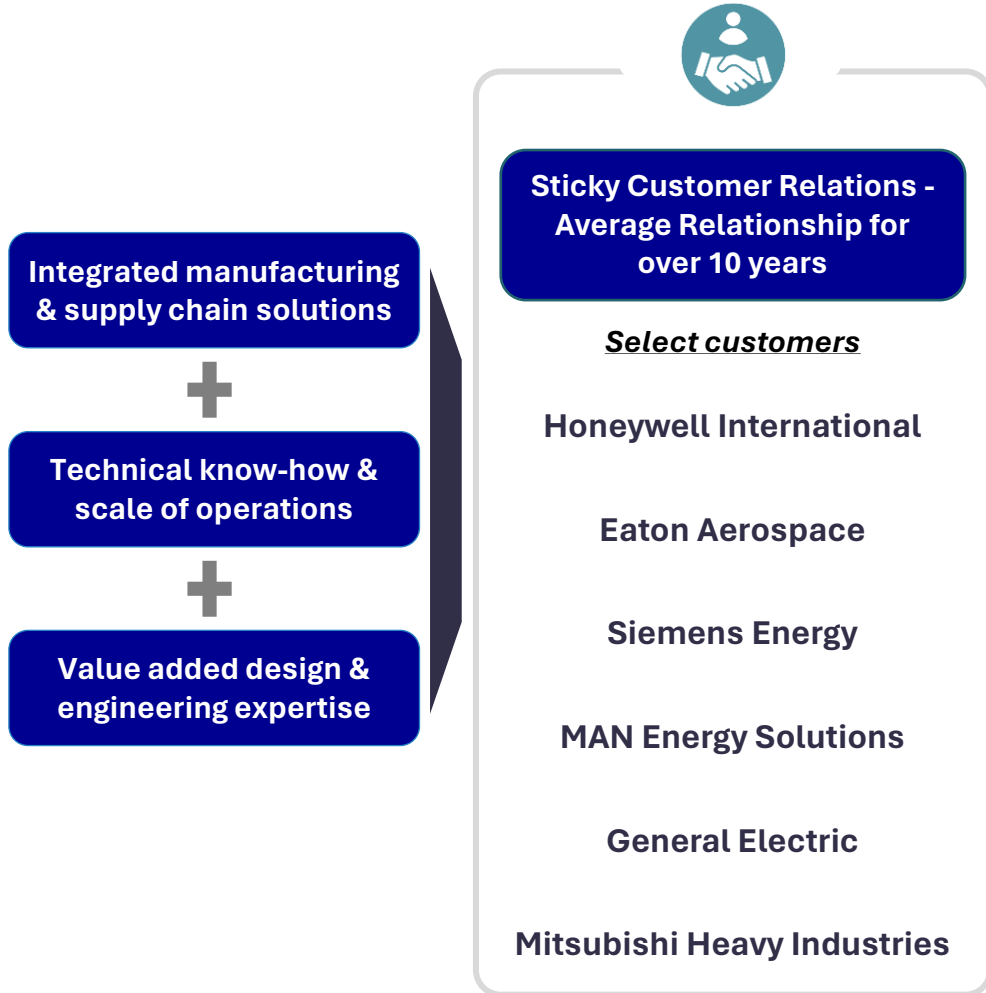 Integrated manufacturing
& supply chain solutions
Technical know-how &
scale of operations
Value added design &
engineering expertise
Sticky Customer Relations -
Average Relationship for
over 10 years
Select customers
Honeywell International
Eaton Aerospace
Siemens Energy
MAN Energy Solutions
General Electric
Mitsubishi Heavy Industries